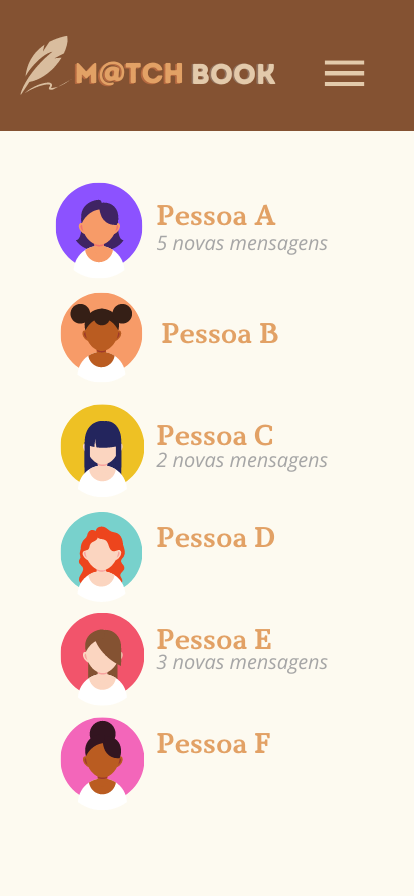 M@TCH BOOK
Pessoa A
5 novas mensagens
Pessoa B
Pessoa C
2 novas mensagens
Pessoa D
Pessoa E
3 novas mensagens
Pessoa F